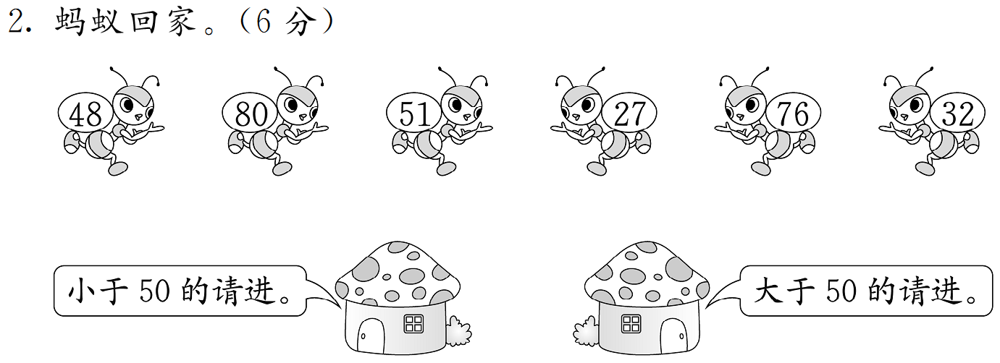 2. 蚂蚁回家。(6 分)
48 80 51 27 76 32
小于 50 的请进。
大于 50 的请进。